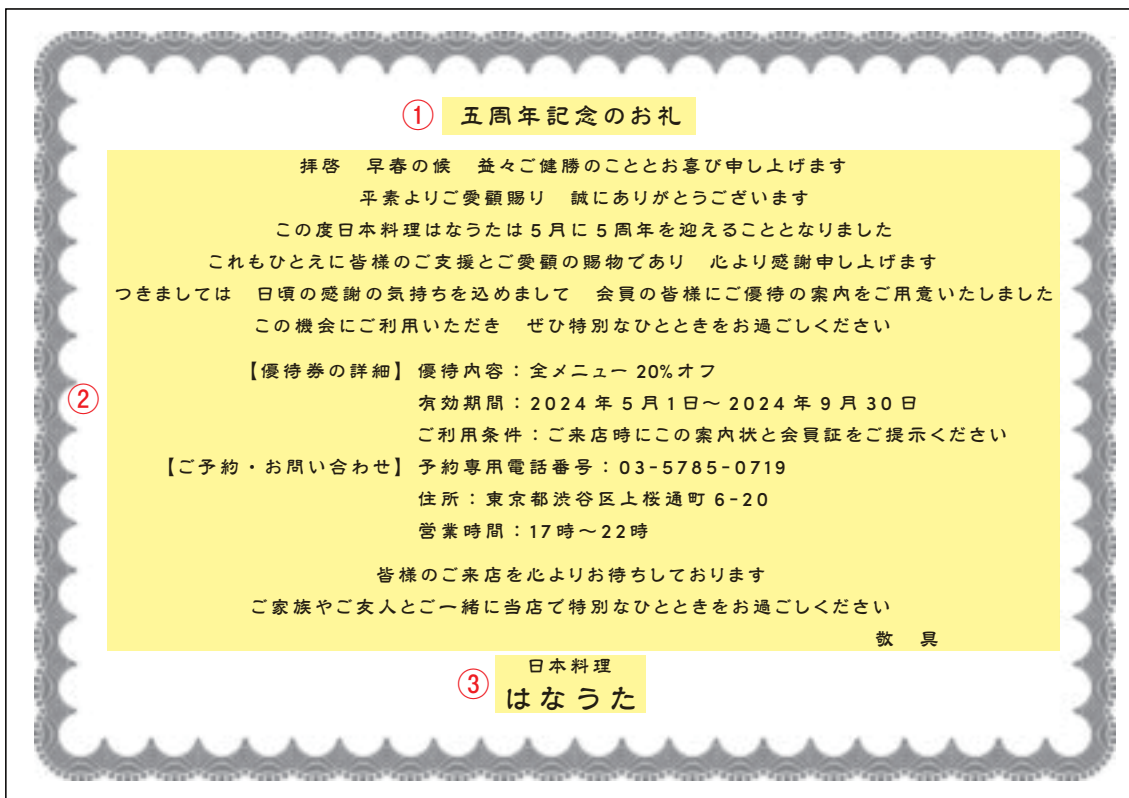 ① 五周年記念のお礼
拝啓　早春の候　益々ご健勝のこととお喜び申し上げます
平素よりご愛顧賜り　誠にありがとうございます
この度日本料理はなうたは5月に5周年を迎えることとなりました
これもひとえに皆様のご支援とご愛顧の賜物であり　心より感謝申し上げます
つきましては　日頃の感謝の気持ちを込めまして　会員の皆様にご優待の案内をご用意いたしました
この機会にご利用いただき　ぜひ特別なひとときをお過ごしください
②
【優待券の詳細】優待内容：全メニュー 20%オフ
有効期間：2024年5月1日～2024年9月30日
ご利用条件：ご来店時にこの案内状と会員証をご提示ください
【ご予約・お問い合わせ】予約専用電話番号：03-5785-0719
住所：東京都渋谷区上桜通町 6-20
営業時間：17時～22時
皆様のご来店を心よりお待ちしております
ご家族やご友人とご一緒に当店で特別なひとときをお過ごしください
敬　具
日本料理
③ はなうた